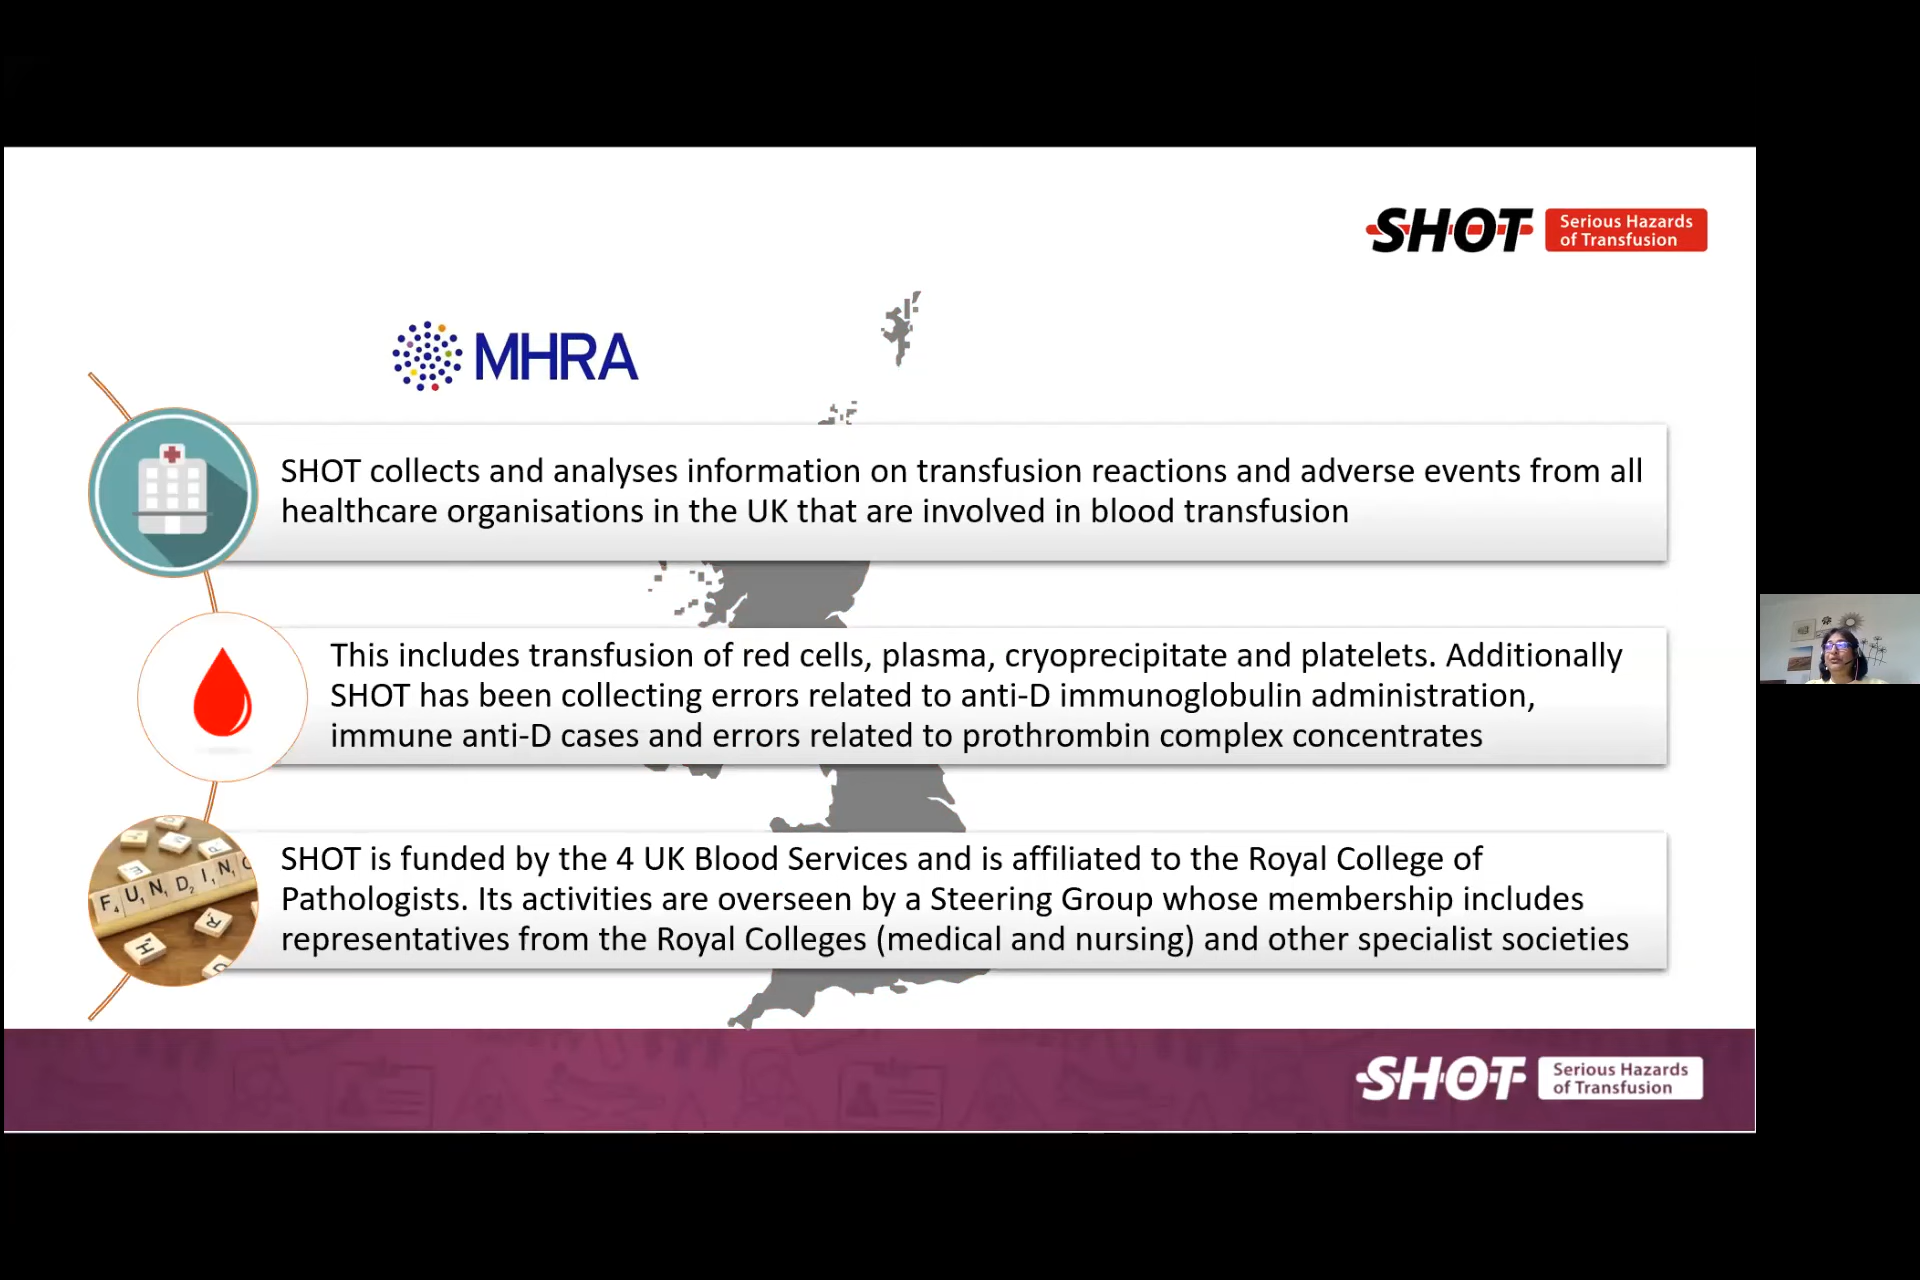 SHOT
Serious Hazards
of Transfusion
MHRA
SHOT collects and analyses information on transfusion reactions and adverse events from all
healthcare organisations in the UK that are involved in blood transfusion
This includes transfusion of red cells, plasma, cryoprecipitate and platelets. Additionally
SHOT has been collecting errors related to anti-D immunoglobulin administration,
immune anti-D cases and errors related to prothrombin complex concentrates
FUNDING
SHOT is funded by the 4 UK Blood Services and is affiliated to the Royal College of
Pathologists. Its activities are overseen by a Steering Group whose membership includes
representatives from the Royal Colleges (medical and nursing) and other specialist societies
SHOT
Serious Hazards
of Transfusion